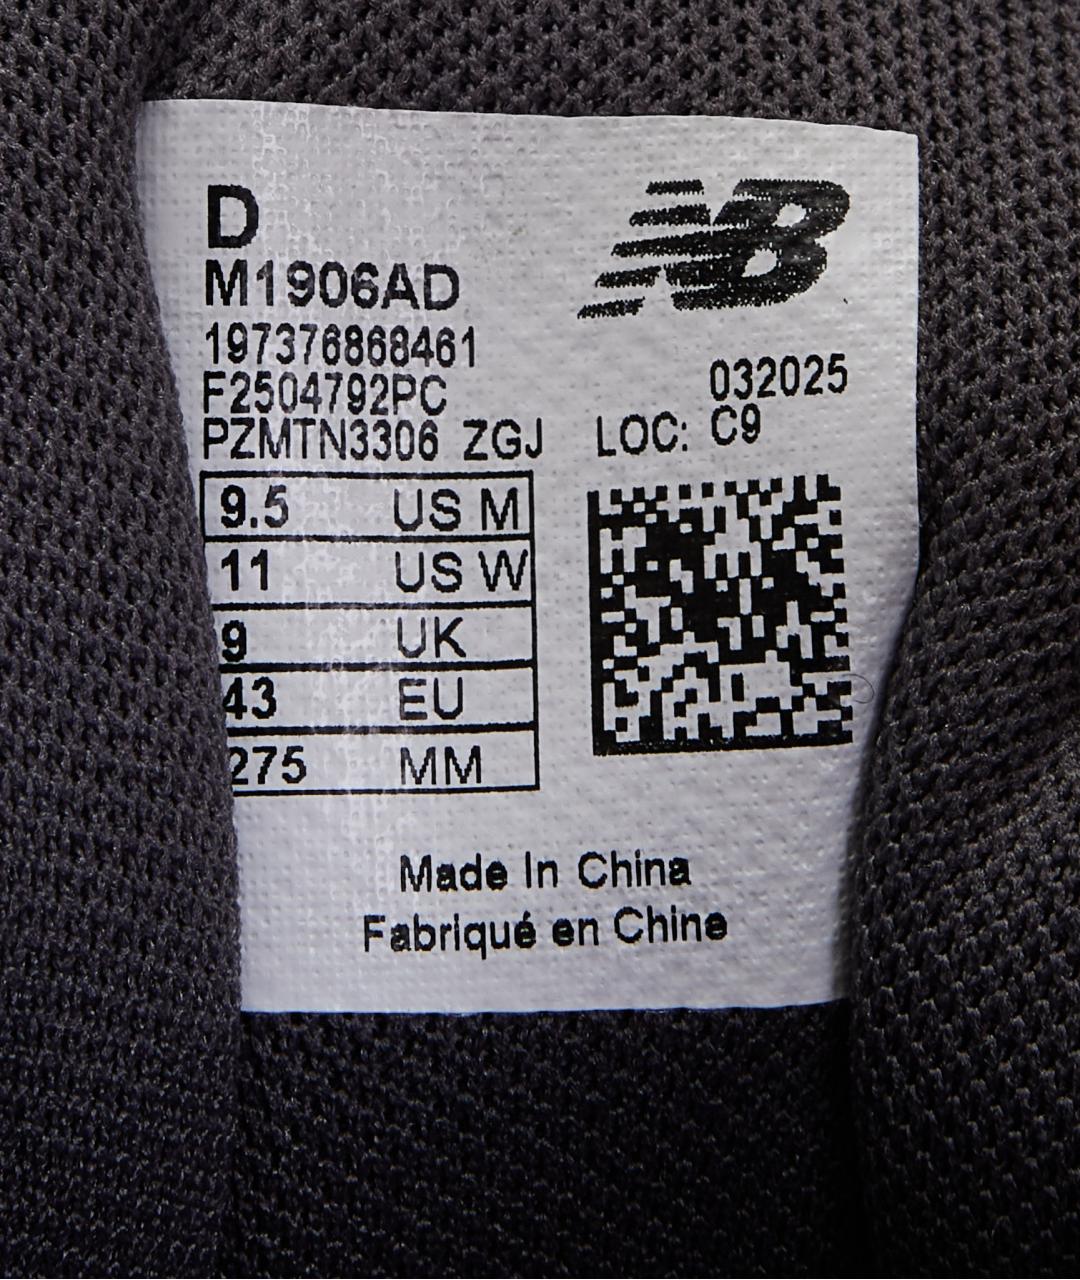 D
M1906AD
197376868461
F2504792PC
PZMTN3306 ZGJ
NB
032025
LOC: C9
9.5 US M
11 US W
9 UK
43 EU
275 MM
Made In China
Fabriqué en Chine